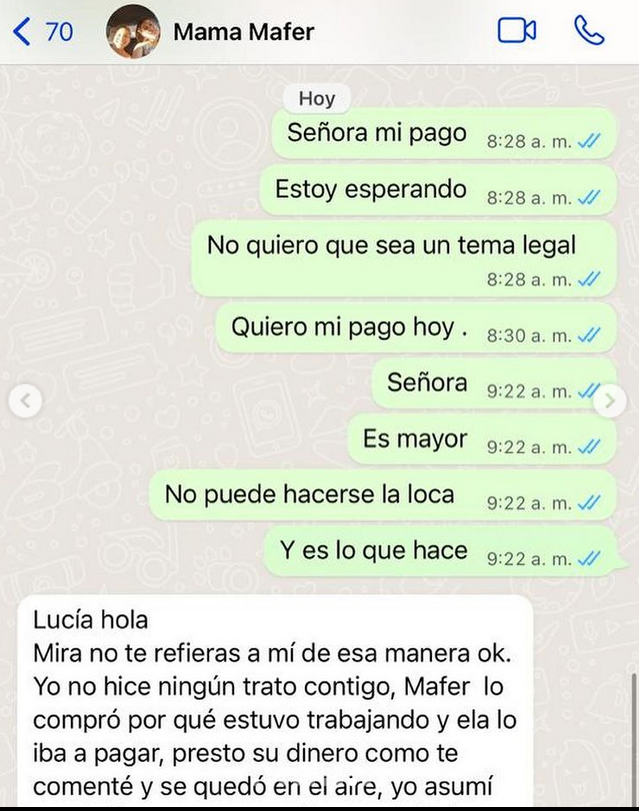 70 Mama Mafer
Hoy
Señora mi pago 8:28 a. m.
Estoy esperando 8:28 a. m.
No quiero que sea un tema legal
8:28 a. m.
Quiero mi pago hoy . 8:30 a. m.
Señora 9:22 a. m.
Es mayor 9:22 a. m.
No puede hacerse la loca 9:22 a. m.
Y es lo que hace 9:22 a. m.
Lucía hola
Mira no te refieras a mí de esa manera ok.
Yo no hice ningún trato contigo, Mafer lo
compró por qué estuvo trabajando y ela lo
iba a pagar, presto su dinero como te
comenté y se quedó en el aire, yo asumí